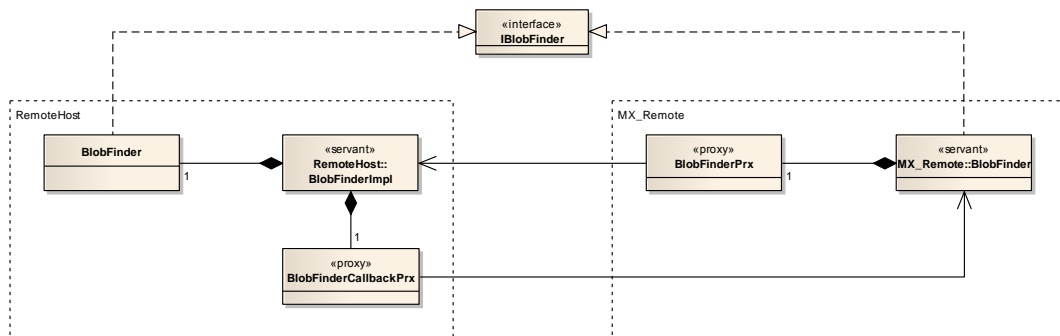 «interface»
IBlobFinder
RemoteHost
MX_Remote
BlobFinder
1
«servant»
RemoteHost::
BlobFinderImpl
«proxy»
BlobFinderPrx
1
«servant»
MX_Remote::BlobFinder
1
«proxy»
BlobFinderCallbackPrx